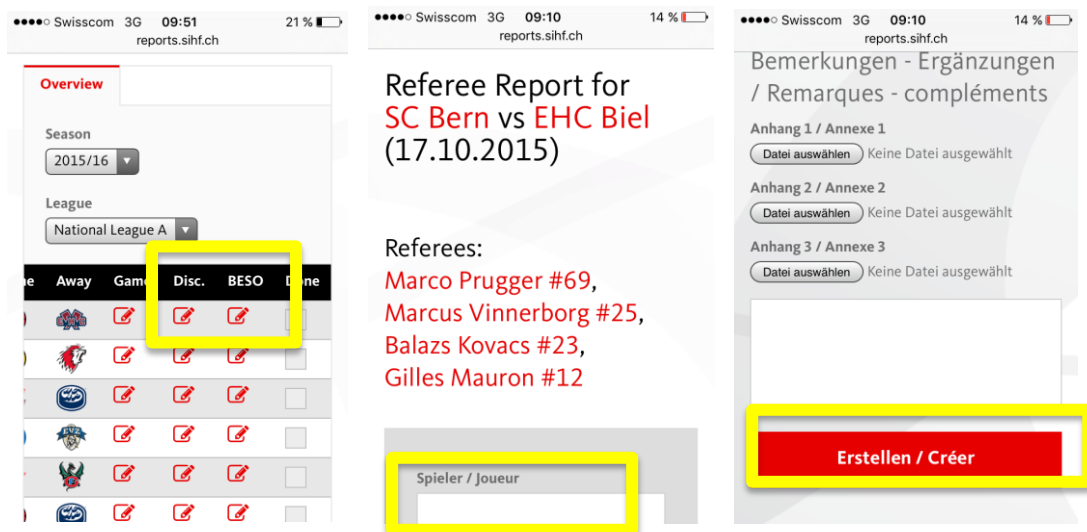 Swisscom 3G 09:51 21 %
reports.sihf.ch
Overview
Season
2015/16
League
National League A
e Away Gam Disc. BESO D ne
Swisscom 3G 09:10 14 %
reports.sihf.ch
Referee Report for
SC Bern vs EHC Biel
(17.10.2015)
Referees:
Marco Prugger #69,
Marcus Vinnerborg #25,
Balazs Kovacs #23,
Gilles Mauron #12
Spieler / Joueur
Swisscom 3G 09:10 14 %
reports.sihf.ch
Bemerkungen - Ergänzungen
/ Remarques - compléments
Anhang 1 / Annexe 1
Datei auswählen Keine Datei ausgewählt
Anhang 2 / Annexe 2
Datei auswählen Keine Datei ausgewählt
Anhang 3 / Annexe 3
Datei auswählen Keine Datei ausgewählt
Erstellen / Créer